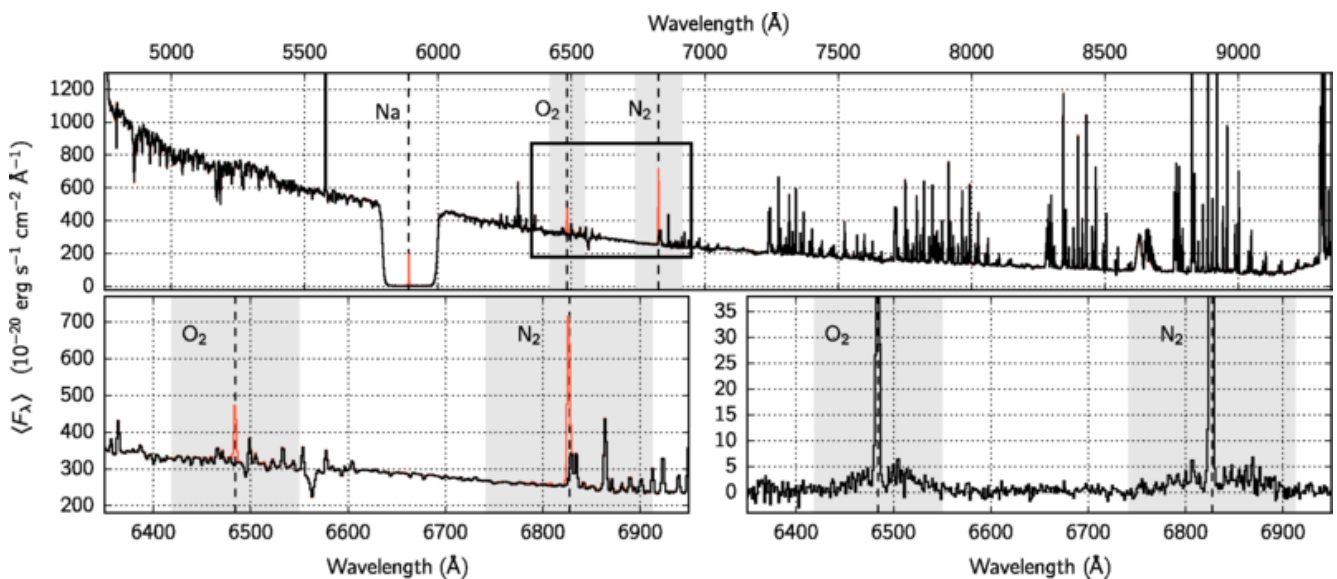 Wavelength (Å)
5000 5500 6000 6500 7000 7500 8000 8500 9000
1200
1000
800
600
400
200
0
Na
O₂
N₂
⟨Fλ⟩ (10⁻²⁰ erg s⁻¹ cm⁻² Å⁻¹)
700
600
500
400
300
200
O₂
N₂
6400 6500 6600 6700 6800 6900
Wavelength (Å)
35
30
25
20
15
10
5
0
O₂
N₂
6400 6500 6600 6700 6800 6900
Wavelength (Å)